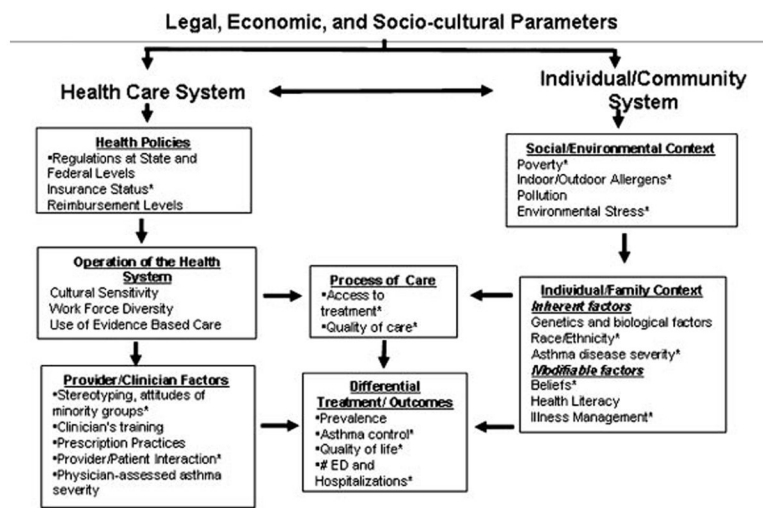 Legal, Economic, and Socio-cultural Parameters
Health Care System
Individual/Community
System
Health Policies
▪Regulations at State and
Federal Levels
Insurance Status*
Reimbursement Levels
Social/Environmental Context
Poverty*
Indoor/Outdoor Allergens*
Pollution
Environmental Stress*
Operation of the Health
System
Cultural Sensitivity
Work Force Diversity
Use of Evidence Based Care
Process of Care
▪Access to
treatment*
▪Quality of care*
Individual/Family Context
Inherent factors
Genetics and biological factors
Race/Ethnicity*
Asthma disease severity*
Modifiable factors
Beliefs*
Health Literacy
Illness Management*
Provider/Clinician Factors
▪Stereotyping, attitudes of
minority groups*
▪Clinician's training
▪Prescription Practices
▪Provider/Patient Interaction*
▪Physician-assessed asthma
severity
Differential
Treatment/ Outcomes
▪Prevalence
▪Asthma control*
▪Quality of life*
▪# ED and
Hospitalizations*